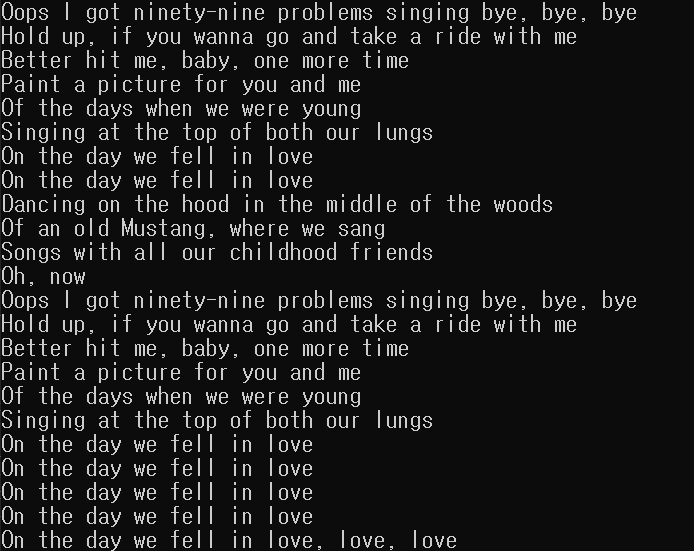 Oops I got ninety-nine problems singing bye, bye, bye
Hold up, if you wanna go and take a ride with me
Better hit me, baby, one more time
Paint a picture for you and me
Of the days when we were young
Singing at the top of both our lungs
On the day we fell in love
On the day we fell in love
Dancing on the hood in the middle of the woods
Of an old Mustang, where we sang
Songs with all our childhood friends
Oh, now
Oops I got ninety-nine problems singing bye, bye, bye
Hold up, if you wanna go and take a ride with me
Better hit me, baby, one more time
Paint a picture for you and me
Of the days when we were young
Singing at the top of both our lungs
On the day we fell in love
On the day we fell in love
On the day we fell in love
On the day we fell in love
On the day we fell in love, love, love